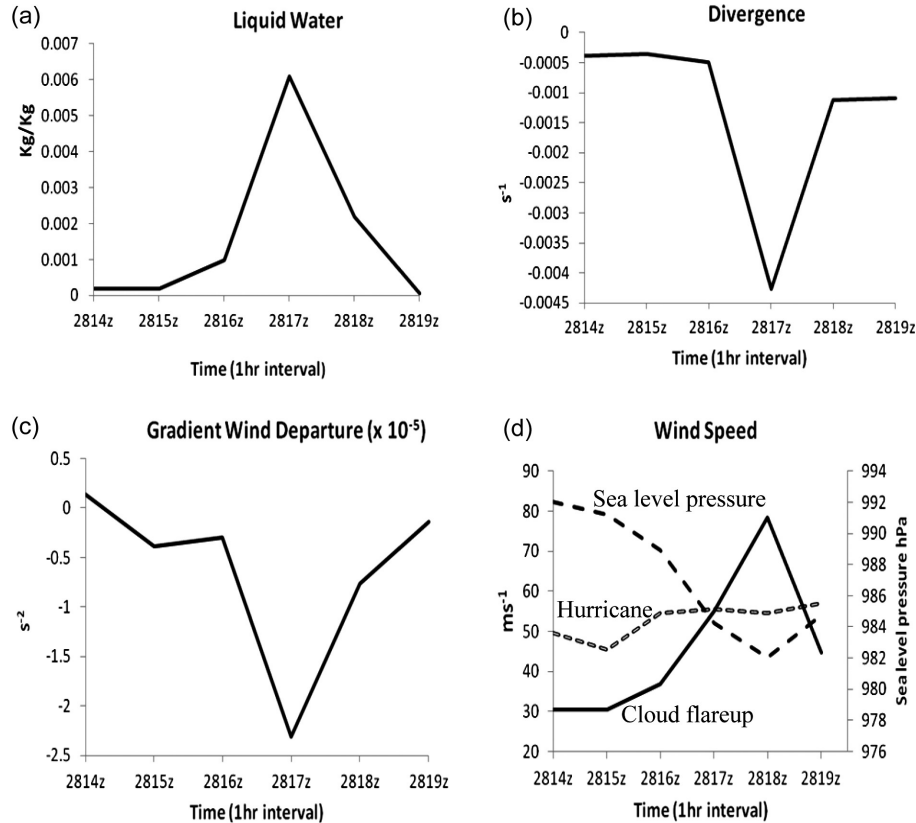 (a)
Liquid Water
0.007
0.006
0.005
0.004
0.003
0.002
0.001
0
Kg/Kg
2814z 2815z 2816z 2817z 2818z 2819z
Time (1hr interval)
(b)
Divergence
0
-0.0005
-0.001
-0.0015
-0.002
-0.0025
-0.003
-0.0035
-0.004
-0.0045
s⁻¹
2814z 2815z 2816z 2817z 2818z 2819z
Time (1hr interval)
(c)
Gradient Wind Departure (x 10⁻⁵)
0.5
0
-0.5
-1
-1.5
-2
-2.5
s⁻²
2814z 2815z 2816z 2817z 2818z 2819z
Time (1hr interval)
(d)
Wind Speed
90
80
70
60
50
40
30
20
ms⁻¹
Sea level pressure
Hurricane
Cloud flareup
994
992
990
988
986
984
982
980
978
976
Sea level pressure hPa
2814z 2815z 2816z 2817z 2818z 2819z
Time (1hr interval)